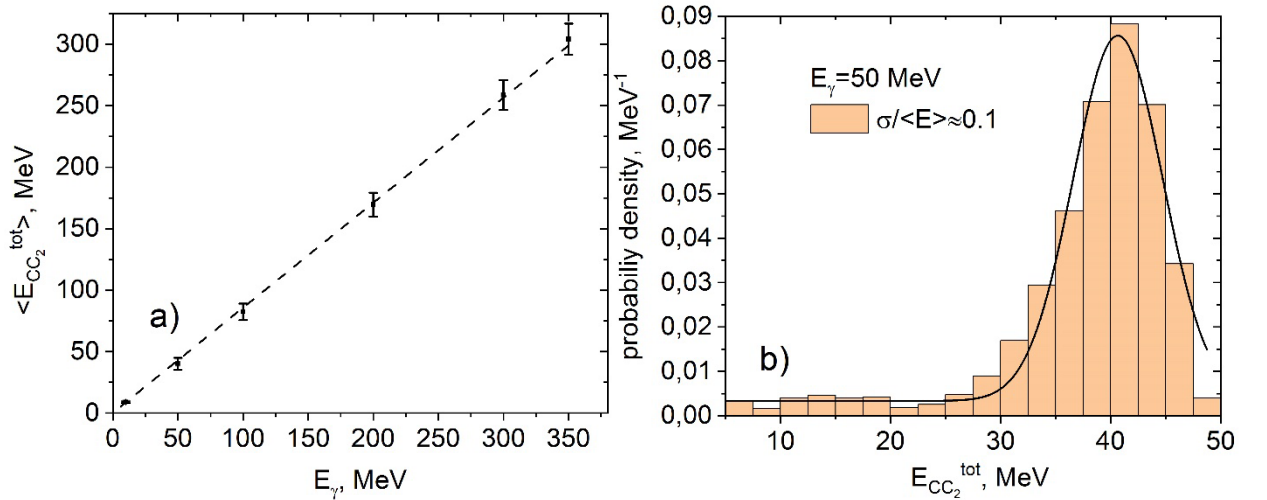 <E_CC₂^tot>, MeV
300
250
200
150
100
50
0
a)
0 50 100 150 200 250 300 350
E_γ, MeV
probabiliy density, MeV⁻¹
0,09
0,08
0,07
0,06
0,05
0,04
0,03
0,02
0,01
0,00
E_γ=50 MeV
σ/<E>≈0.1
b)
10 20 30 40 50
E_CC₂^tot, MeV